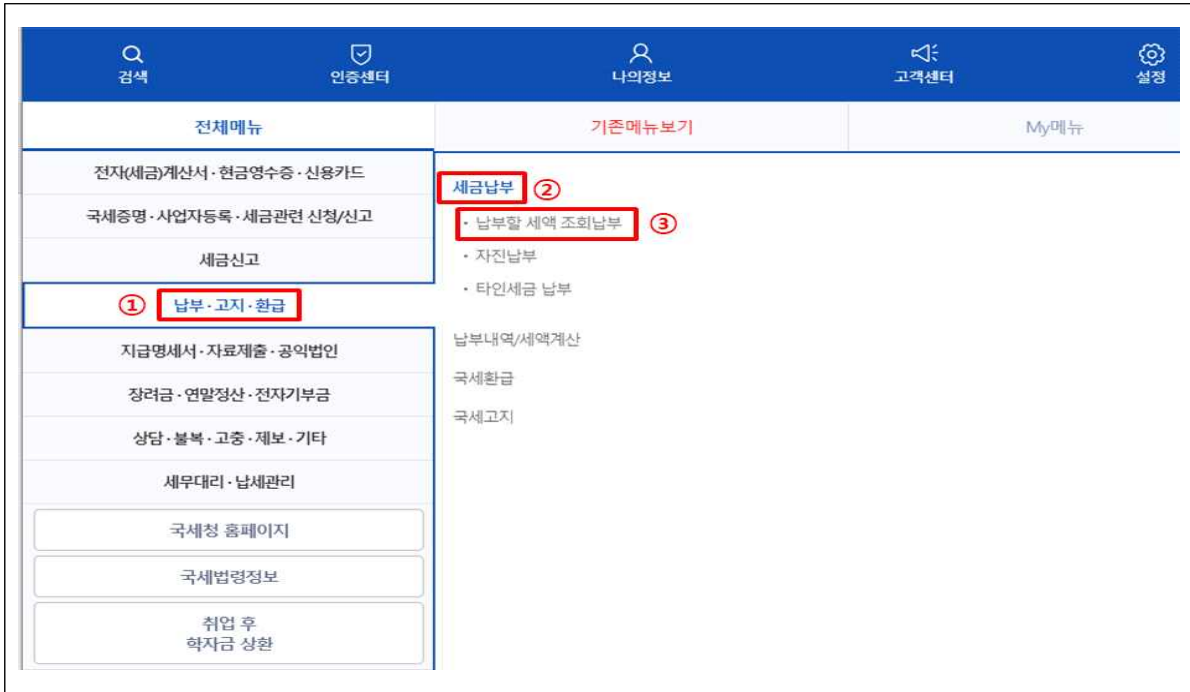 검색
인증센터
나의정보
고객센터
설정
전체메뉴
기존메뉴보기
My메뉴
전자(세금)계산서·현금영수증·신용카드
국세증명·사업자등록·세금관련 신청/신고
세금신고
① 납부·고지·환급
지급명세서·자료제출·공익법인
장려금·연말정산·전자기부금
상담·불복·고충·제보·기타
세무대리·납세관리
국세청 홈페이지
국세법령정보
취업 후
학자금 상환
세금납부 ②
· 납부할 세액 조회납부 ③
· 자진납부
· 타인세금 납부
납부내역/세액계산
국세환급
국세고지